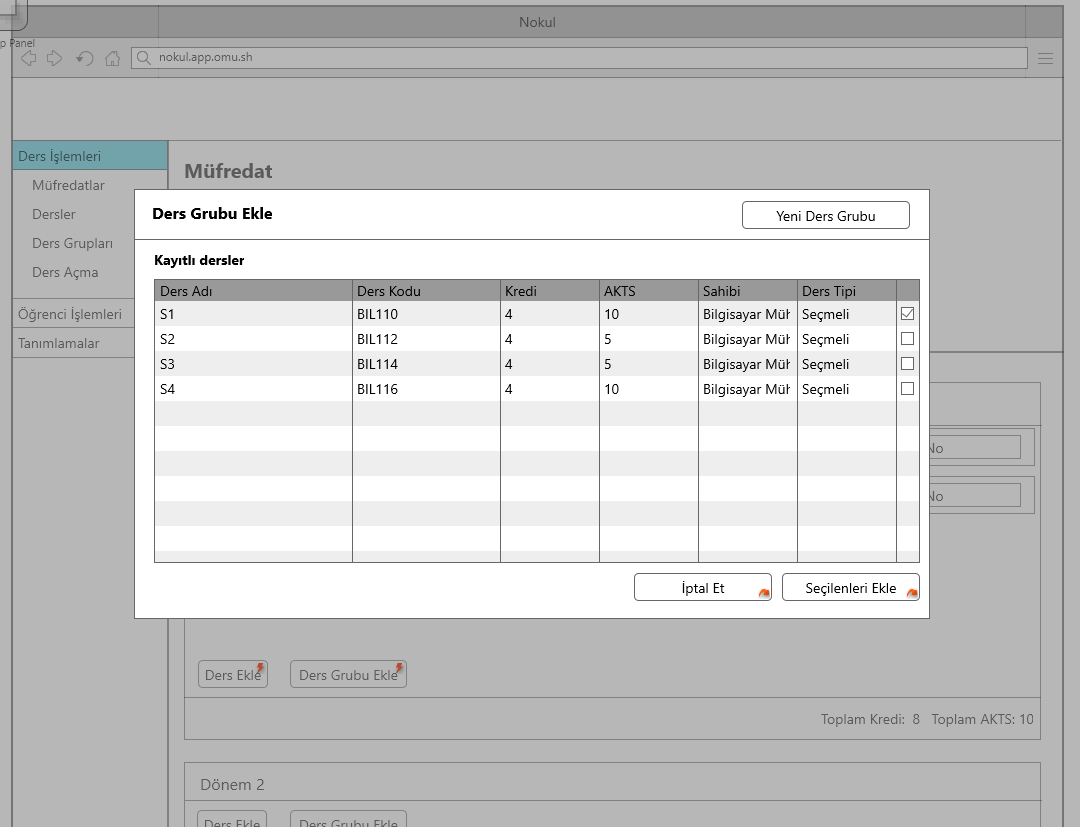 Nokul
p Panel
nokul.app.omu.sh
Ders İşlemleri
Müfredatlar
Dersler
Ders Grupları
Ders Açma
Öğrenci İşlemleri
Tanımlamalar
Müfredat
Ders Grubu Ekle
Yeni Ders Grubu
Kayıtlı dersler
Ders Adı Ders Kodu Kredi AKTS Sahibi Ders Tipi
S1 BIL110 4 10 Bilgisayar Müh Seçmeli
S2 BIL112 4 5 Bilgisayar Müh Seçmeli
S3 BIL114 4 5 Bilgisayar Müh Seçmeli
S4 BIL116 4 10 Bilgisayar Müh Seçmeli
No
No
İptal Et Seçilenleri Ekle
Ders Ekle Ders Grubu Ekle
Toplam Kredi: 8 Toplam AKTS: 10
Dönem 2
Ders Ekle Ders Grubu Ekle